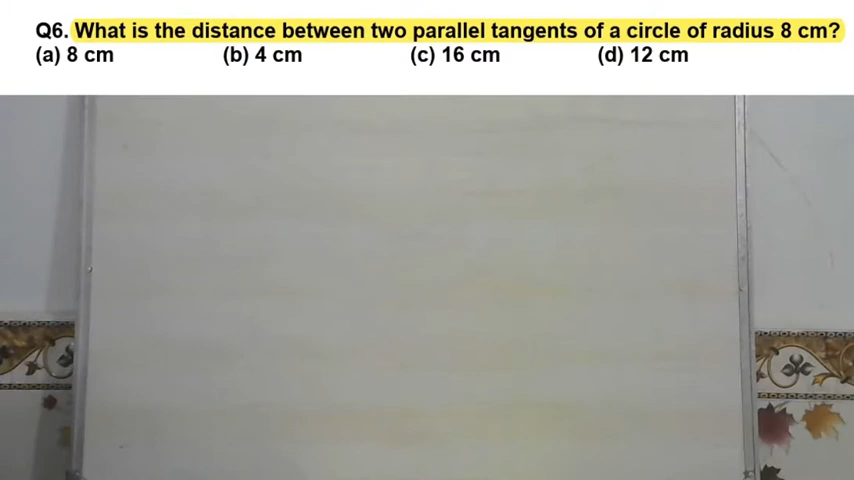 Q6. What is the distance between two parallel tangents of a circle of radius 8 cm?
(a) 8 cm (b) 4 cm (c) 16 cm (d) 12 cm